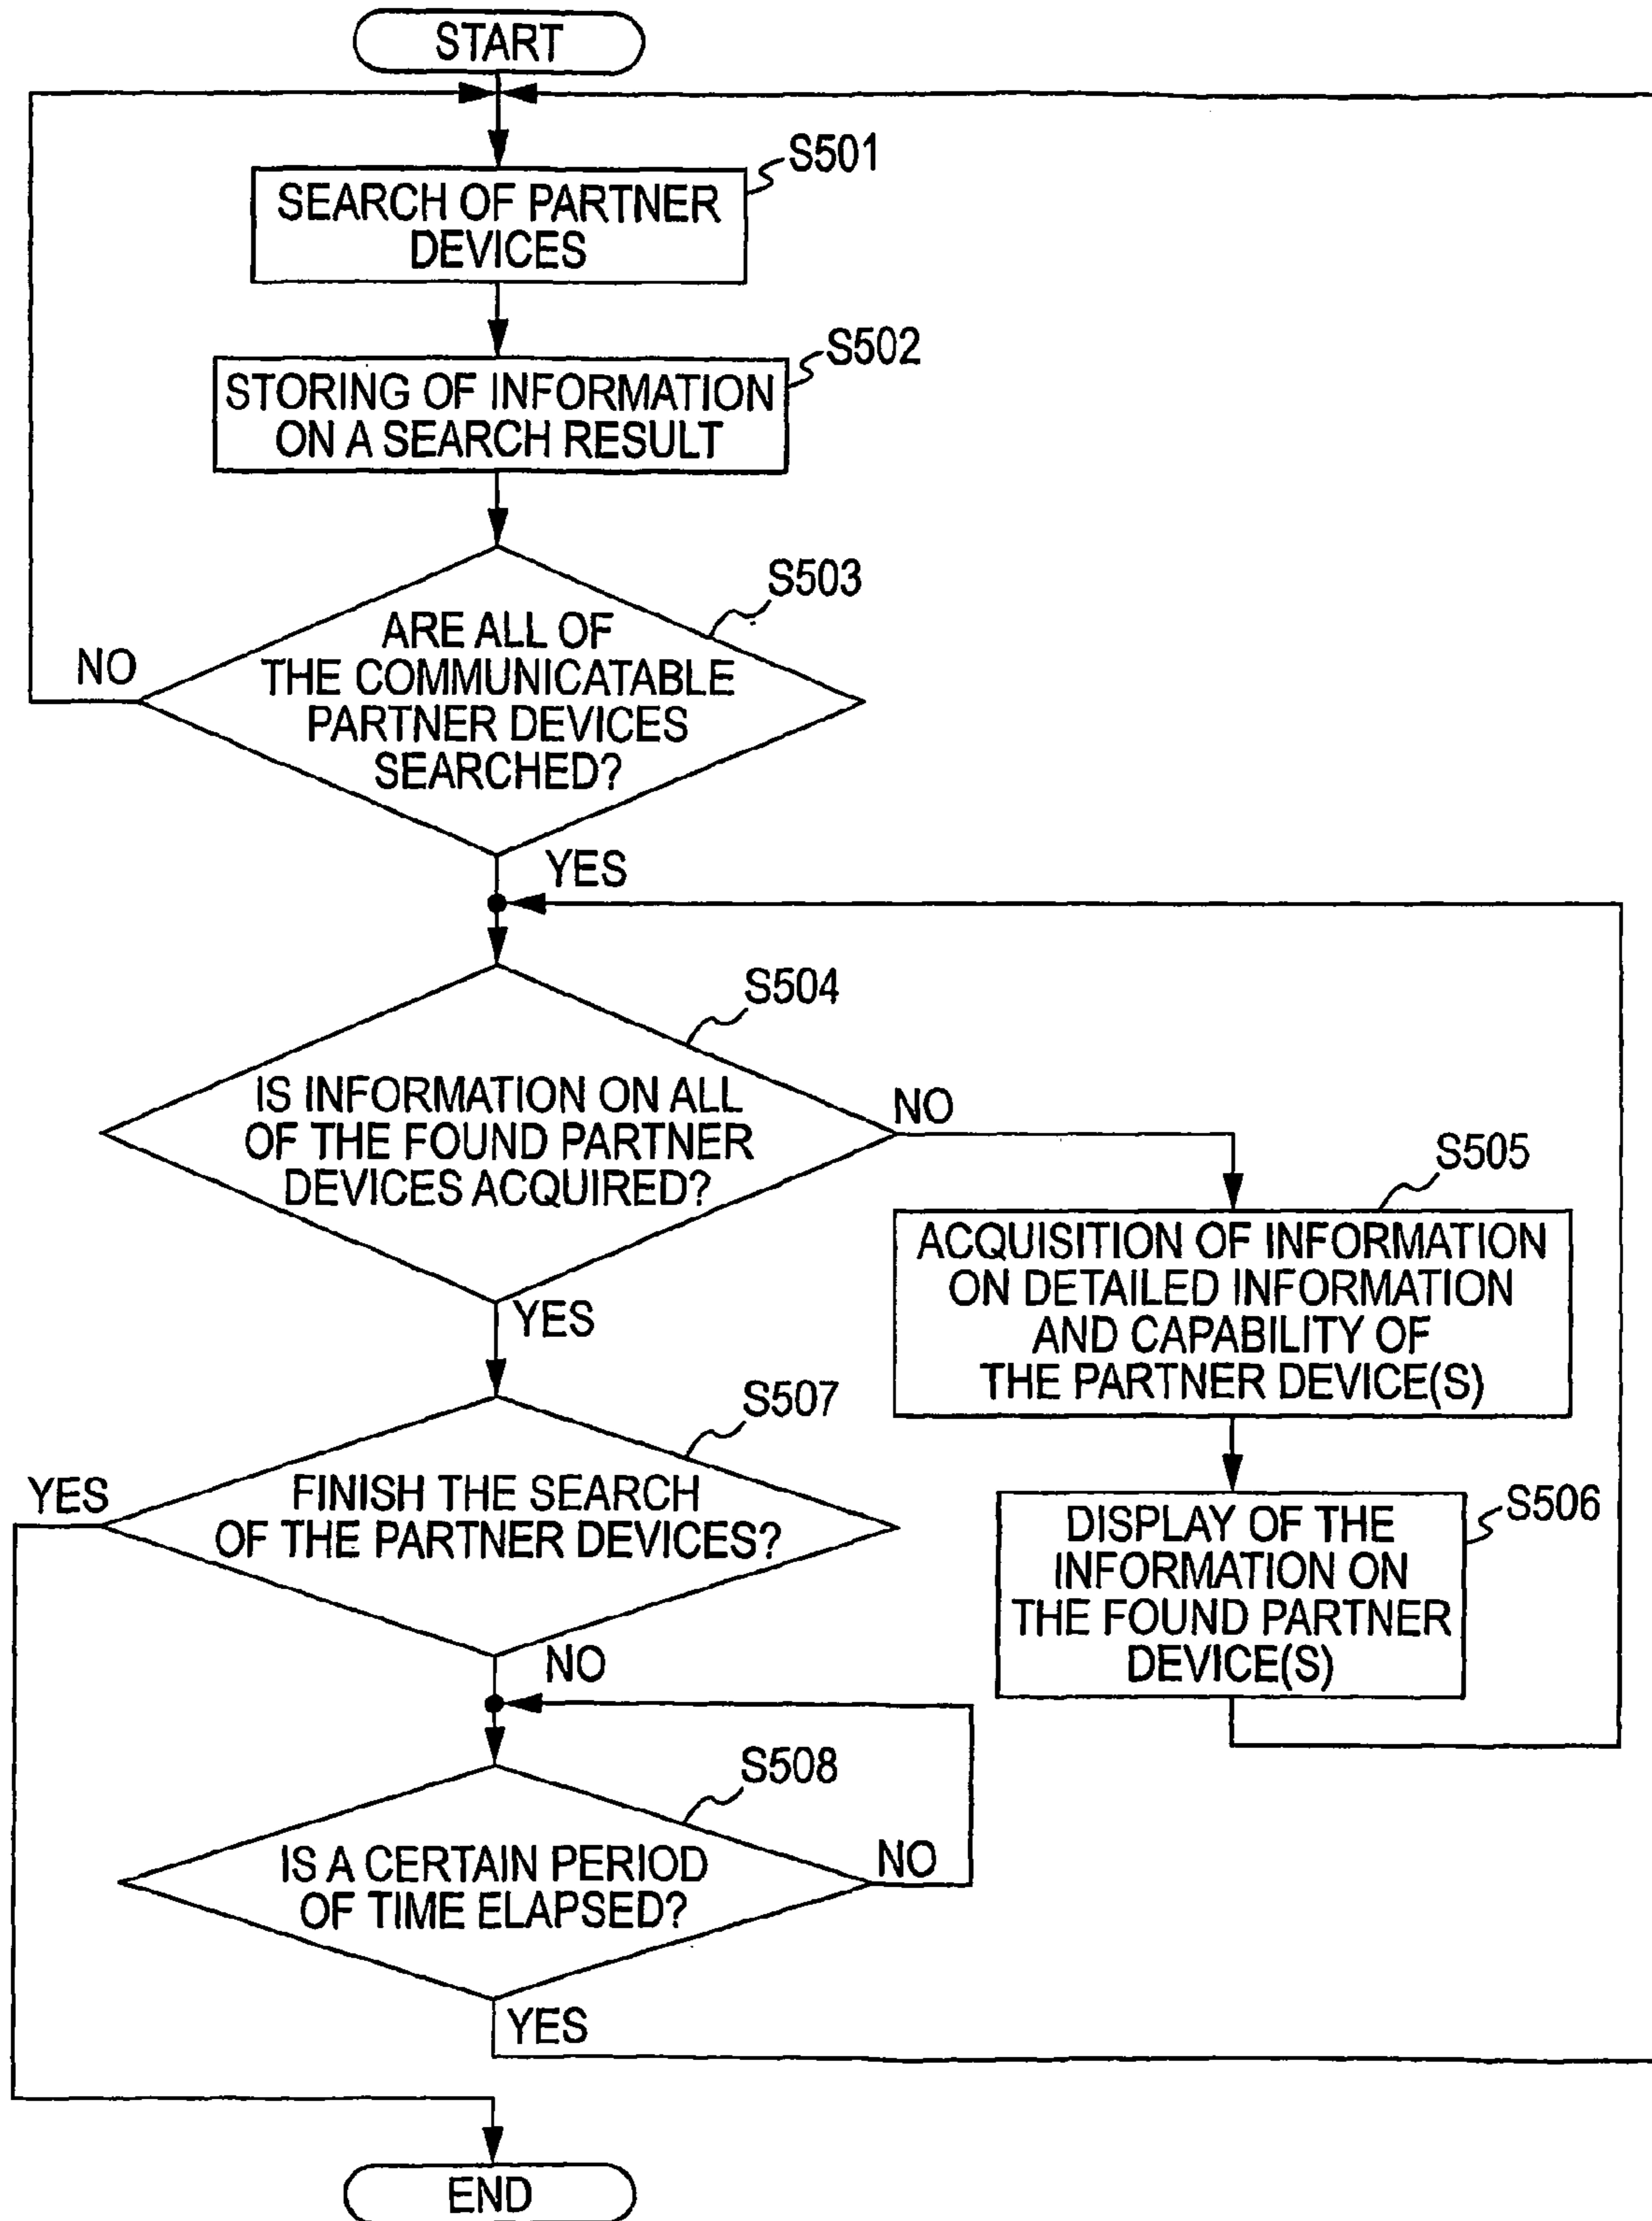 START
S501
SEARCH OF PARTNER
DEVICES
S502
STORING OF INFORMATION
ON A SEARCH RESULT
S503
ARE ALL OF
THE COMMUNICATABLE
PARTNER DEVICES
SEARCHED?
NO
YES
S504
IS INFORMATION ON ALL
OF THE FOUND PARTNER
DEVICES ACQUIRED?
NO
YES
S505
ACQUISITION OF INFORMATION
ON DETAILED INFORMATION
AND CAPABILITY OF
THE PARTNER DEVICE(S)
S506
DISPLAY OF THE
INFORMATION ON
THE FOUND PARTNER
DEVICE(S)
S507
FINISH THE SEARCH
OF THE PARTNER DEVICES?
YES
NO
S508
IS A CERTAIN PERIOD
OF TIME ELAPSED?
NO
YES
END